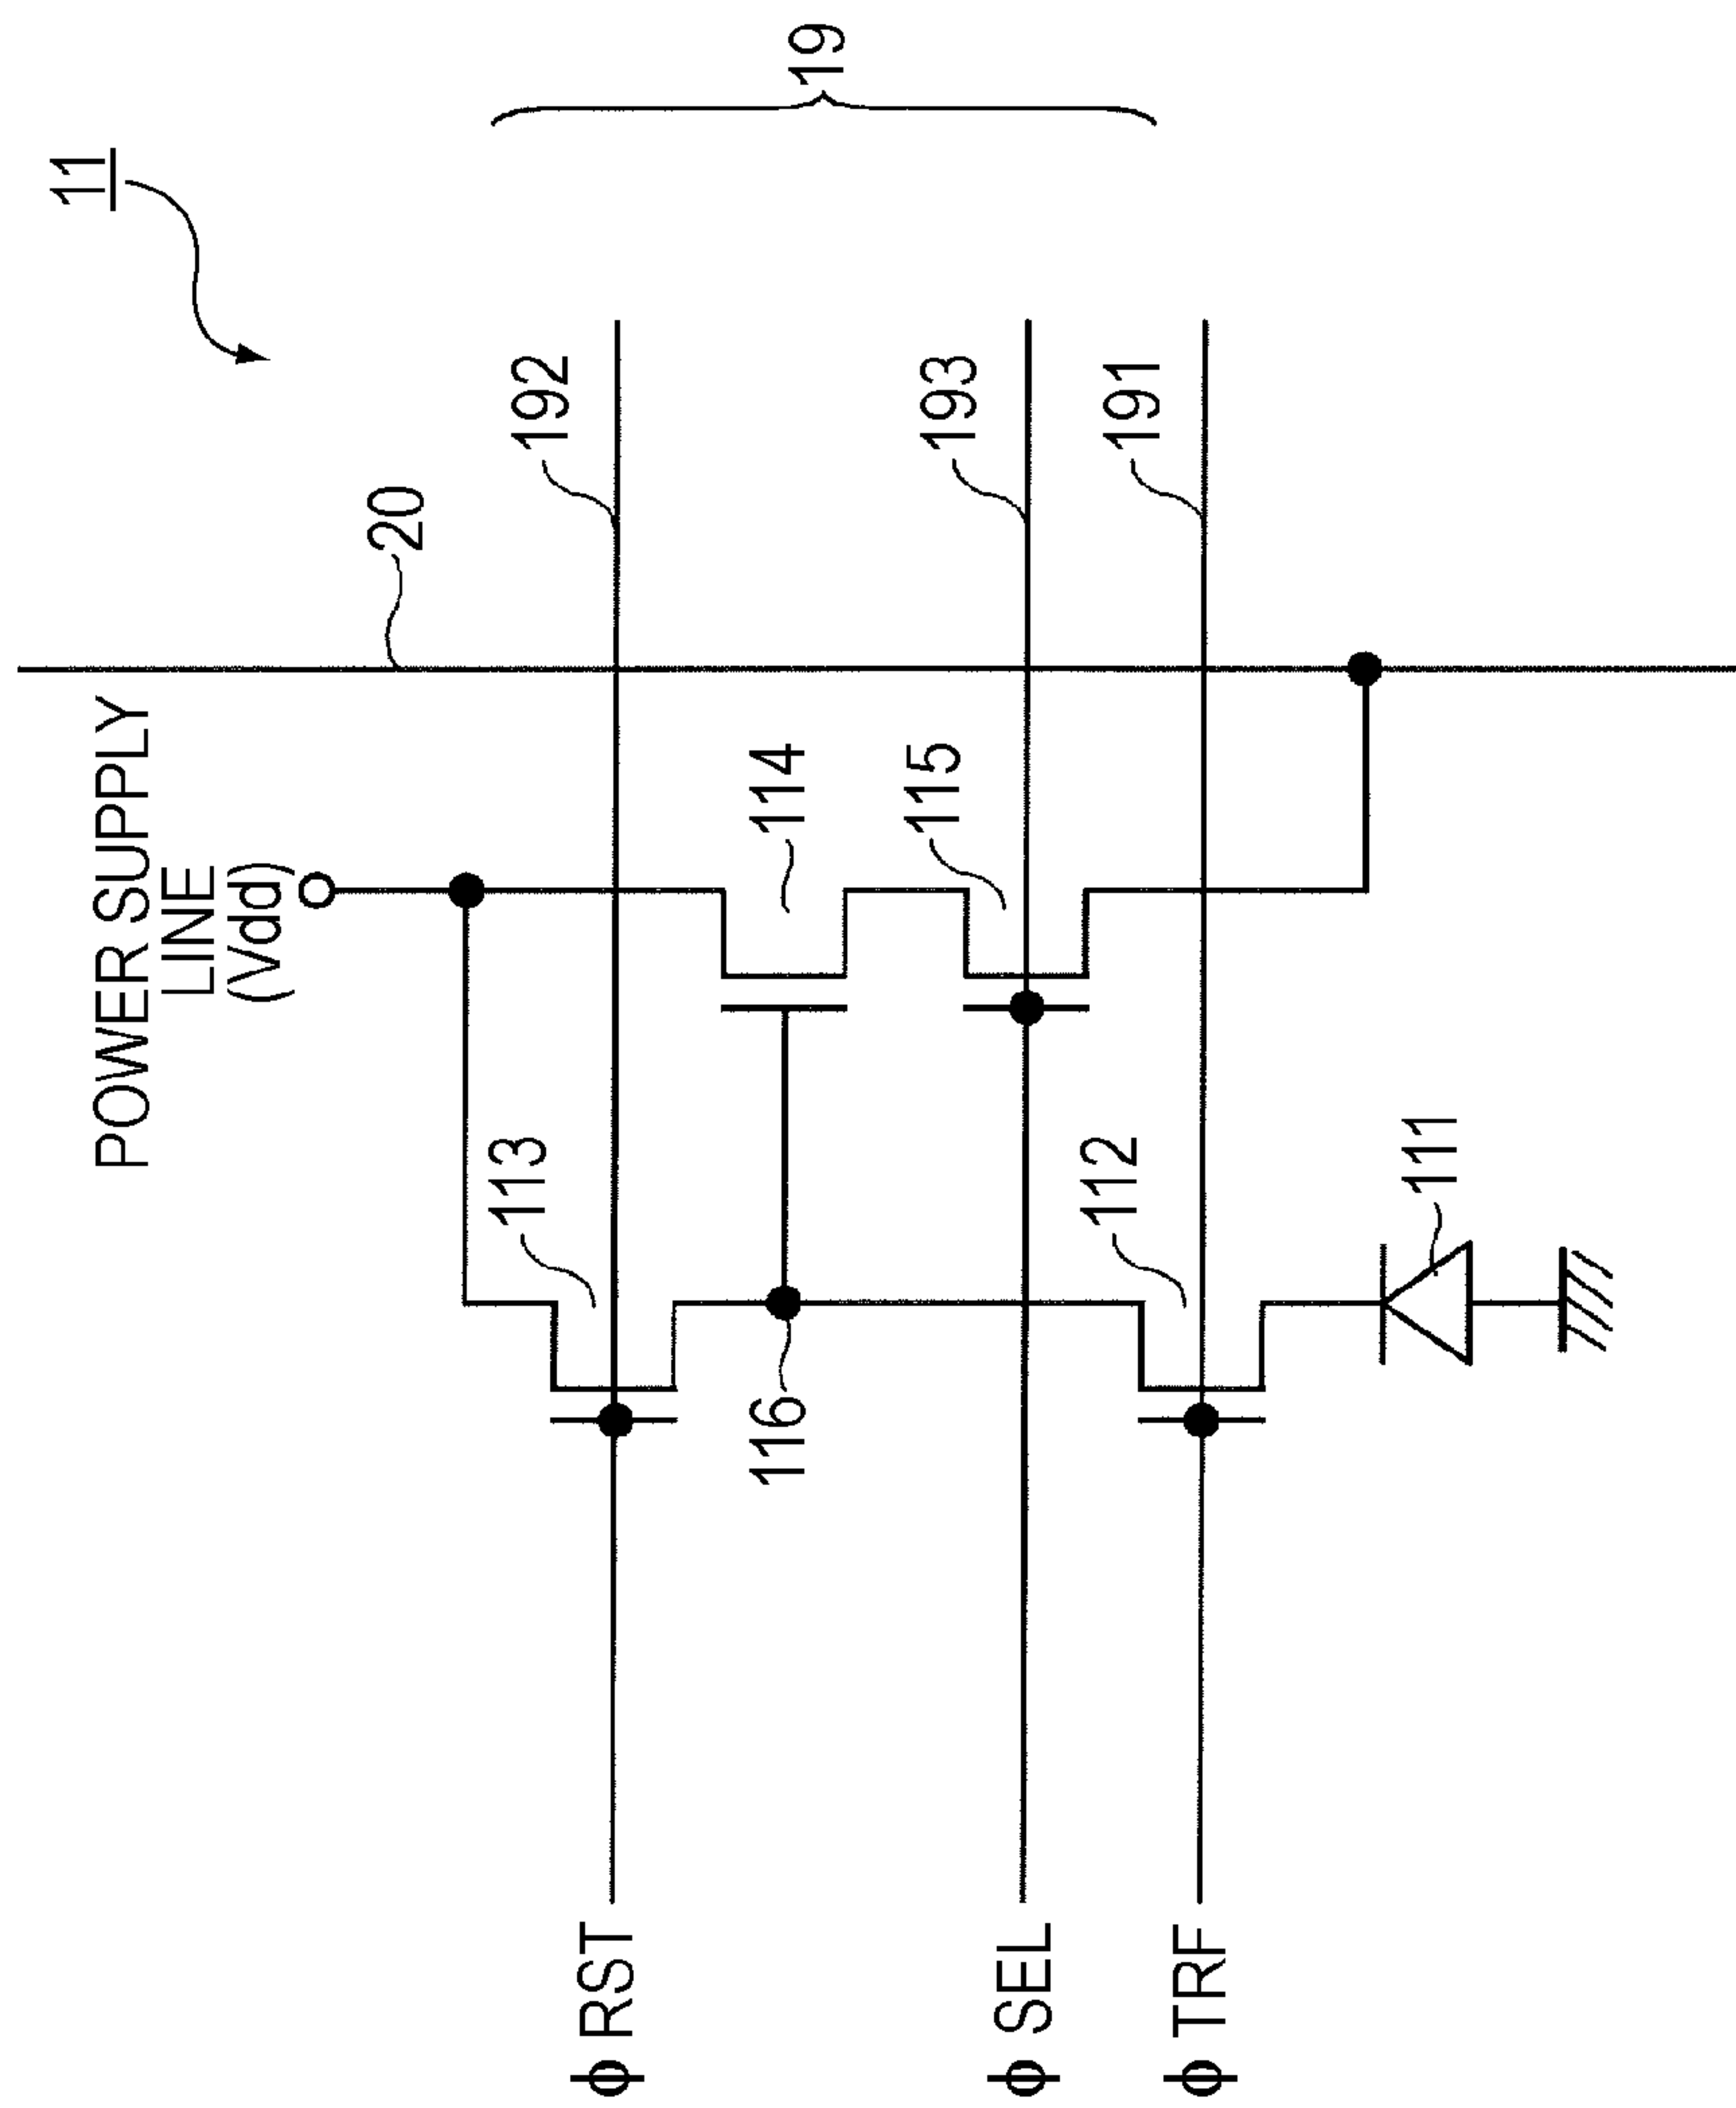 11
19
POWER SUPPLY
LINE
(Vdd)
20
192
113
114
116
115
193
112
191
111
ϕ RST
ϕ SEL
ϕ TRF